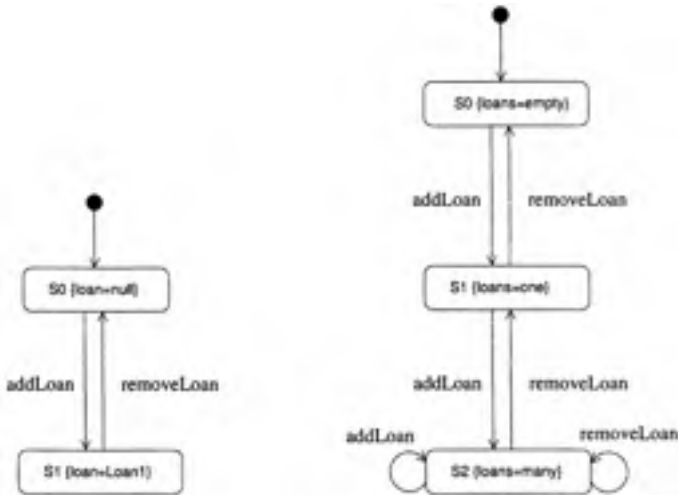 S0 {loan=null}
addLoan
removeLoan
S1 {loan=Loan1}
S0 {loans=empty}
addLoan
removeLoan
S1 {loans=one}
addLoan
removeLoan
addLoan
removeLoan
S2 {loans=many}